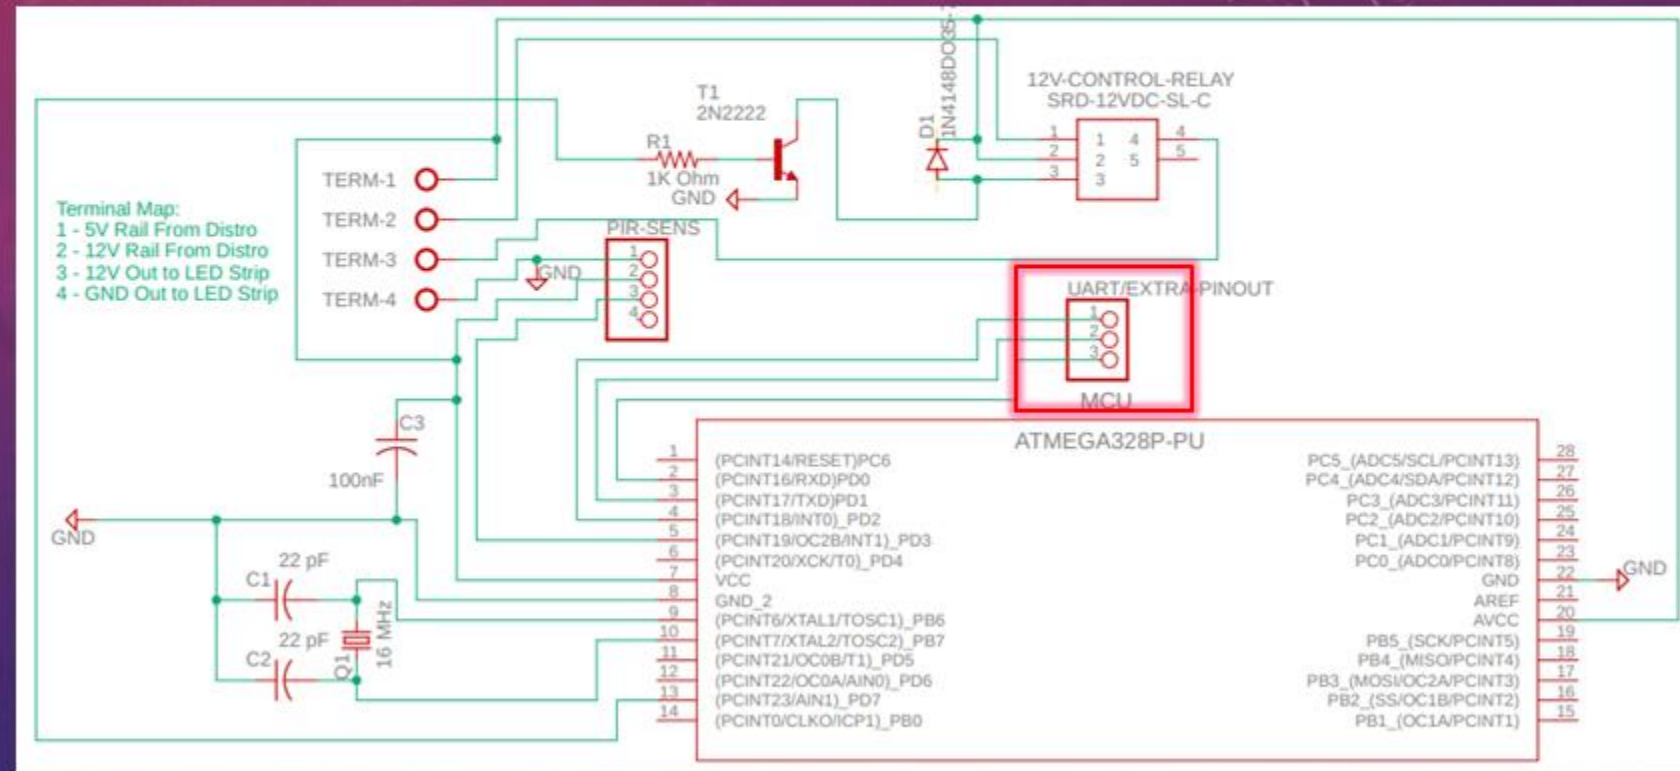 1N4148DO35-
D1
12V-CONTROL-RELAY
SRD-12VDC-SL-C
1 1 4 4
2 2 5 5
3 3
T1
2N2222
R1
1K Ohm
GND
TERM-1
TERM-2
TERM-3
TERM-4
Terminal Map:
1 - 5V Rail From Distro
2 - 12V Rail From Distro
3 - 12V Out to LED Strip
4 - GND Out to LED Strip
PIR-SENS
1
2
3
4
GND
UART/EXTRA-PINOUT
1
2
3
MCU
ATMEGA328P-PU
C3
100nF
GND
22 pF
C1
22 pF
C2
Q1
16 MHz
1 (PCINT14/RESET)PC6
2 (PCINT16/RXD)PD0
3 (PCINT17/TXD)PD1
4 (PCINT18/INT0)_PD2
5 (PCINT19/OC2B/INT1)_PD3
6 (PCINT20/XCK/T0)_PD4
7 VCC
8 GND_2
9 (PCINT6/XTAL1/TOSC1)_PB6
10 (PCINT7/XTAL2/TOSC2)_PB7
11 (PCINT21/OC0B/T1)_PD5
12 (PCINT22/OC0A/AIN0)_PD6
13 (PCINT23/AIN1)_PD7
14 (PCINT0/CLKO/ICP1)_PB0
PC5_(ADC5/SCL/PCINT13) 28
PC4_(ADC4/SDA/PCINT12) 27
PC3_(ADC3/PCINT11) 26
PC2_(ADC2/PCINT10) 25
PC1_(ADC1/PCINT9) 24
PC0_(ADC0/PCINT8) 23
GND 22
AREF 21
AVCC 20
PB5_(SCK/PCINT5) 19
PB4_(MISO/PCINT4) 18
PB3_(MOSI/OC2A/PCINT3) 17
PB2_(SS/OC1B/PCINT2) 16
PB1_(OC1A/PCINT1) 15
GND